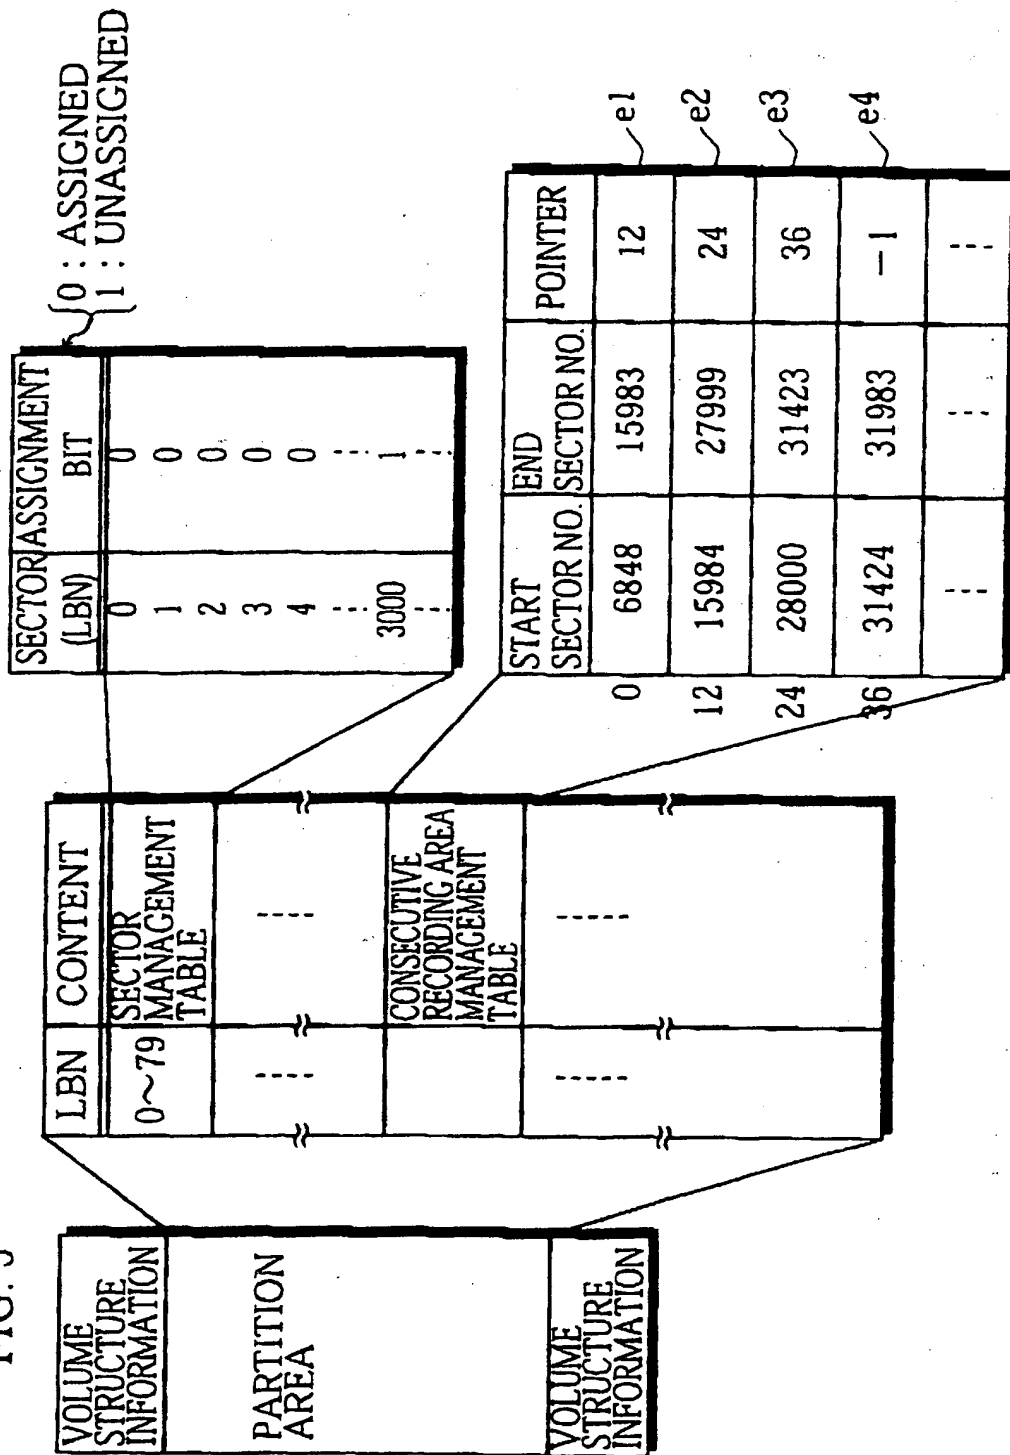 VOLUME
STRUCTURE
INFORMATION
PARTITION
AREA
VOLUME
STRUCTURE
INFORMATION
LBN CONTENT
0~79 SECTOR
MANAGEMENT
TABLE
CONSECUTIVE
RECORDING AREA
MANAGEMENT
TABLE
SECTOR ASSIGNMENT
(LBN) BIT
0 0
1 0
2 0
3 0
4 0
3000 1
0 : ASSIGNED
1 : UNASSIGNED
START END POINTER
SECTOR NO. SECTOR NO.
0 6848 15983 12 e1
12 15984 27999 24 e2
24 28000 31423 36 e3
36 31424 31983 −1 e4